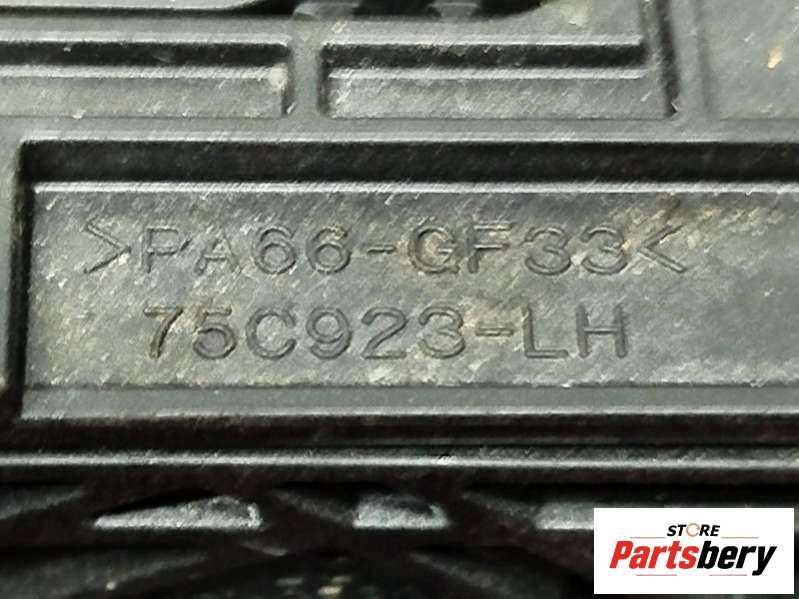 >PA66-GF33<
75C923-LH
STORE
Partsbery